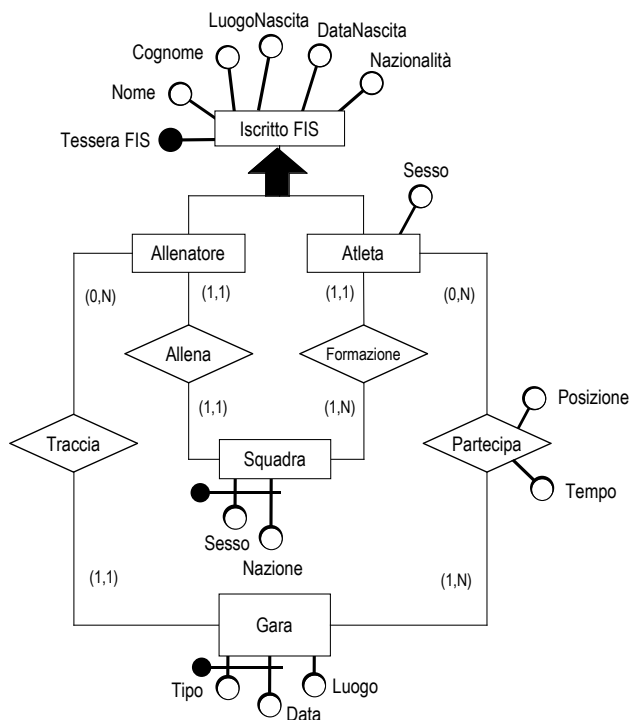 LuogoNascita
Cognome
DataNascita
Nazionalità
Nome
Iscritto FIS
Tessera FIS
Sesso
Allenatore
Atleta
(0,N)
(1,1)
(1,1)
(0,N)
Allena
Formazione
Posizione
(1,1)
(1,N)
Traccia
Partecipa
Squadra
Tempo
Sesso
Nazione
(1,1)
(1,N)
Gara
Tipo
Luogo
Data